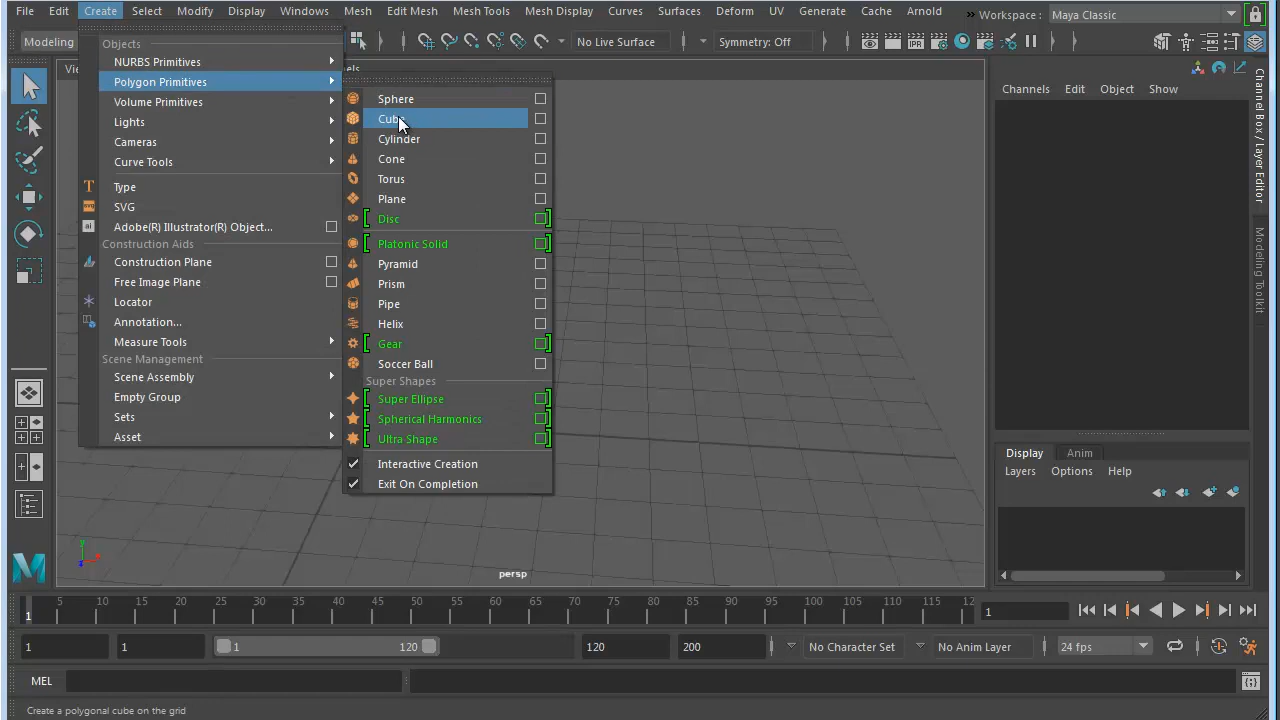 File Edit Create Select Modify Display Windows Mesh Edit Mesh Mesh Tools Mesh Display Curves Surfaces Deform UV Generate Cache Arnold » Workspace : Maya Classic
Modeling No Live Surface Symmetry: Off
Objects
NURBS Primitives
Polygon Primitives
Volume Primitives
Lights
Cameras
Curve Tools
Type
SVG
Adobe(R) Illustrator(R) Object...
Construction Aids
Construction Plane
Free Image Plane
Locator
Annotation...
Measure Tools
Scene Management
Scene Assembly
Empty Group
Sets
Asset
Sphere
Cube
Cylinder
Cone
Torus
Plane
Disc
Platonic Solid
Pyramid
Prism
Pipe
Helix
Gear
Soccer Ball
Super Shapes
Super Ellipse
Spherical Harmonics
Ultra Shape
Interactive Creation
Exit On Completion
persp
Channels Edit Object Show
Channel Box / Layer Editor
Modeling Toolkit
Display Anim
Layers Options Help
1 5 10 15 20 25 30 35 40 45 50 55 60 65 70 75 80 85 90 95 100 105 110 115 12 1
1 1 1 120 120 200 No Character Set No Anim Layer 24 fps
MEL
Create a polygonal cube on the grid